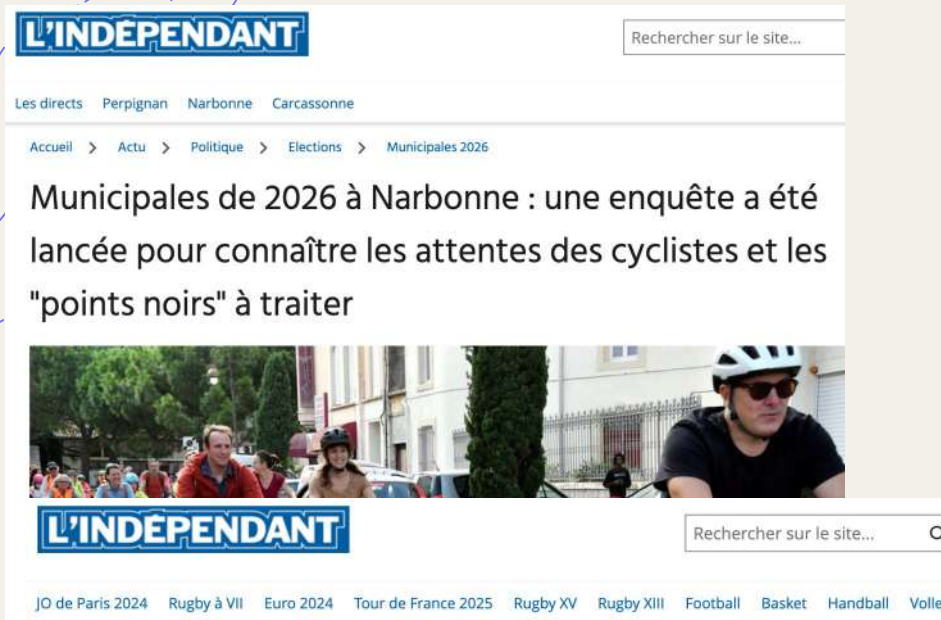 L'INDÉPENDANT
Rechercher sur le site...
Les directs Perpignan Narbonne Carcassonne
Accueil > Actu > Politique > Elections > Municipales 2026
Municipales de 2026 à Narbonne : une enquête a été
lancée pour connaître les attentes des cyclistes et les
"points noirs" à traiter
L'INDÉPENDANT
Rechercher sur le site...
JO de Paris 2024 Rugby à VII Euro 2024 Tour de France 2025 Rugby XV Rugby XIII Football Basket Handball Volle